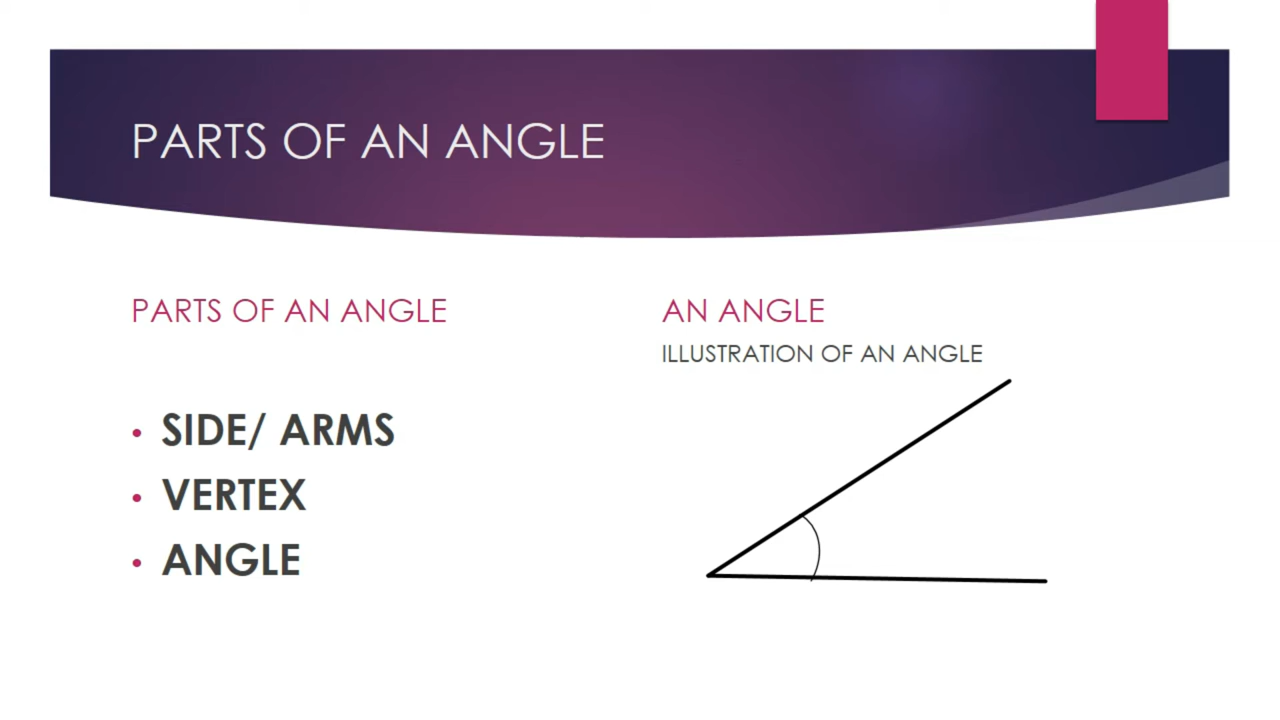 PARTS OF AN ANGLE
PARTS OF AN ANGLE
• SIDE/ ARMS
• VERTEX
• ANGLE
AN ANGLE
ILLUSTRATION OF AN ANGLE